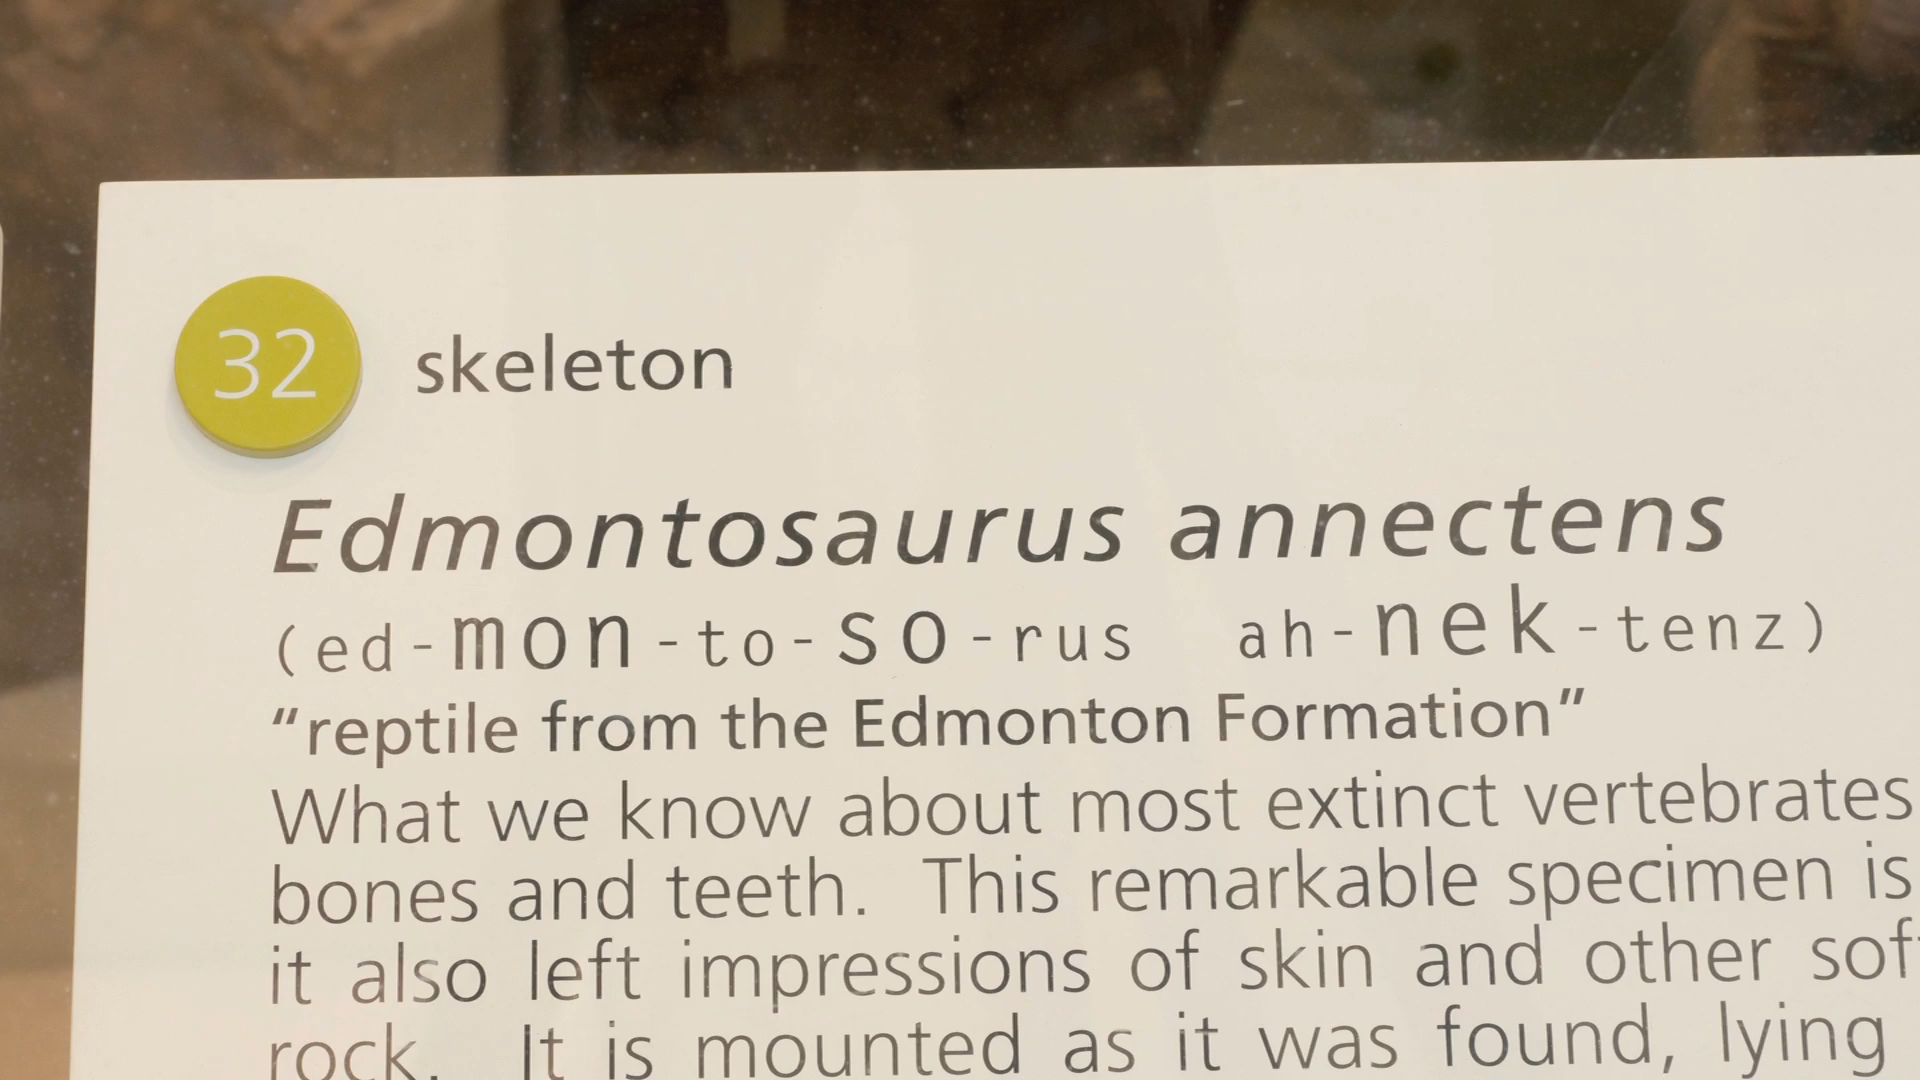 32 skeleton
Edmontosaurus annectens
(ed-mon-to-so-rus ah-nek-tenz)
“reptile from the Edmonton Formation”
What we know about most extinct vertebrates
bones and teeth. This remarkable specimen is
it also left impressions of skin and other
rock. It is mounted as it was found, lying